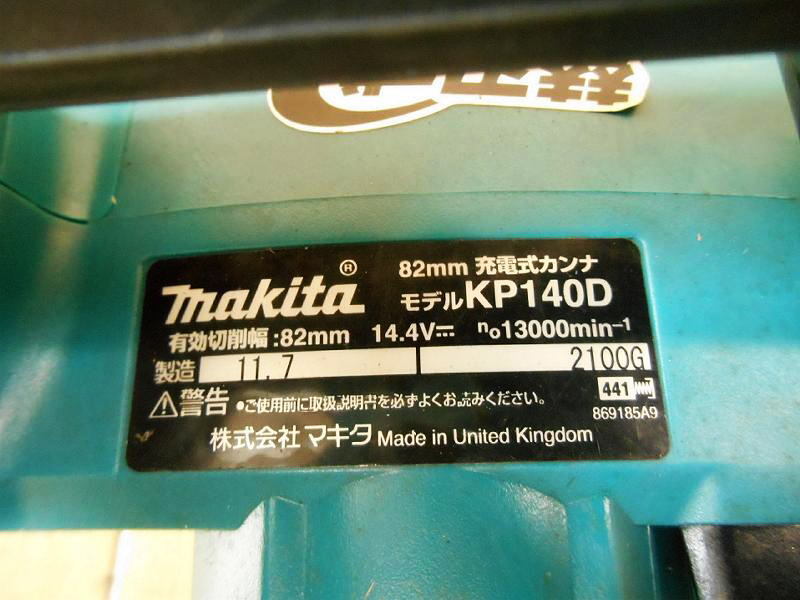 makita®
82mm 充電式カンナ
モデルKP140D
有効切削幅:82mm 14.4V⎓ n₀13000min⁻¹
製造 11.7 2100G
⚠警告 •ご使用前に取扱説明書を必ずよくお読みください。
441
869185A9
株式会社マキタ Made in United Kingdom